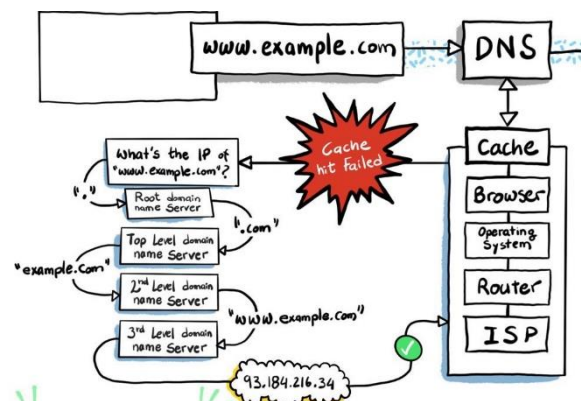 www.example.com
DNS
Cache
hit Failed
Cache
Browser
Operating
System
Router
ISP
What's the IP of
"www.example.com"?
"."
Root domain
name Server
".com"
Top Level domain
name Server
"example.com"
2nd Level domain
name Server
"www.example.com"
3rd Level domain
name Server
93.184.216.34